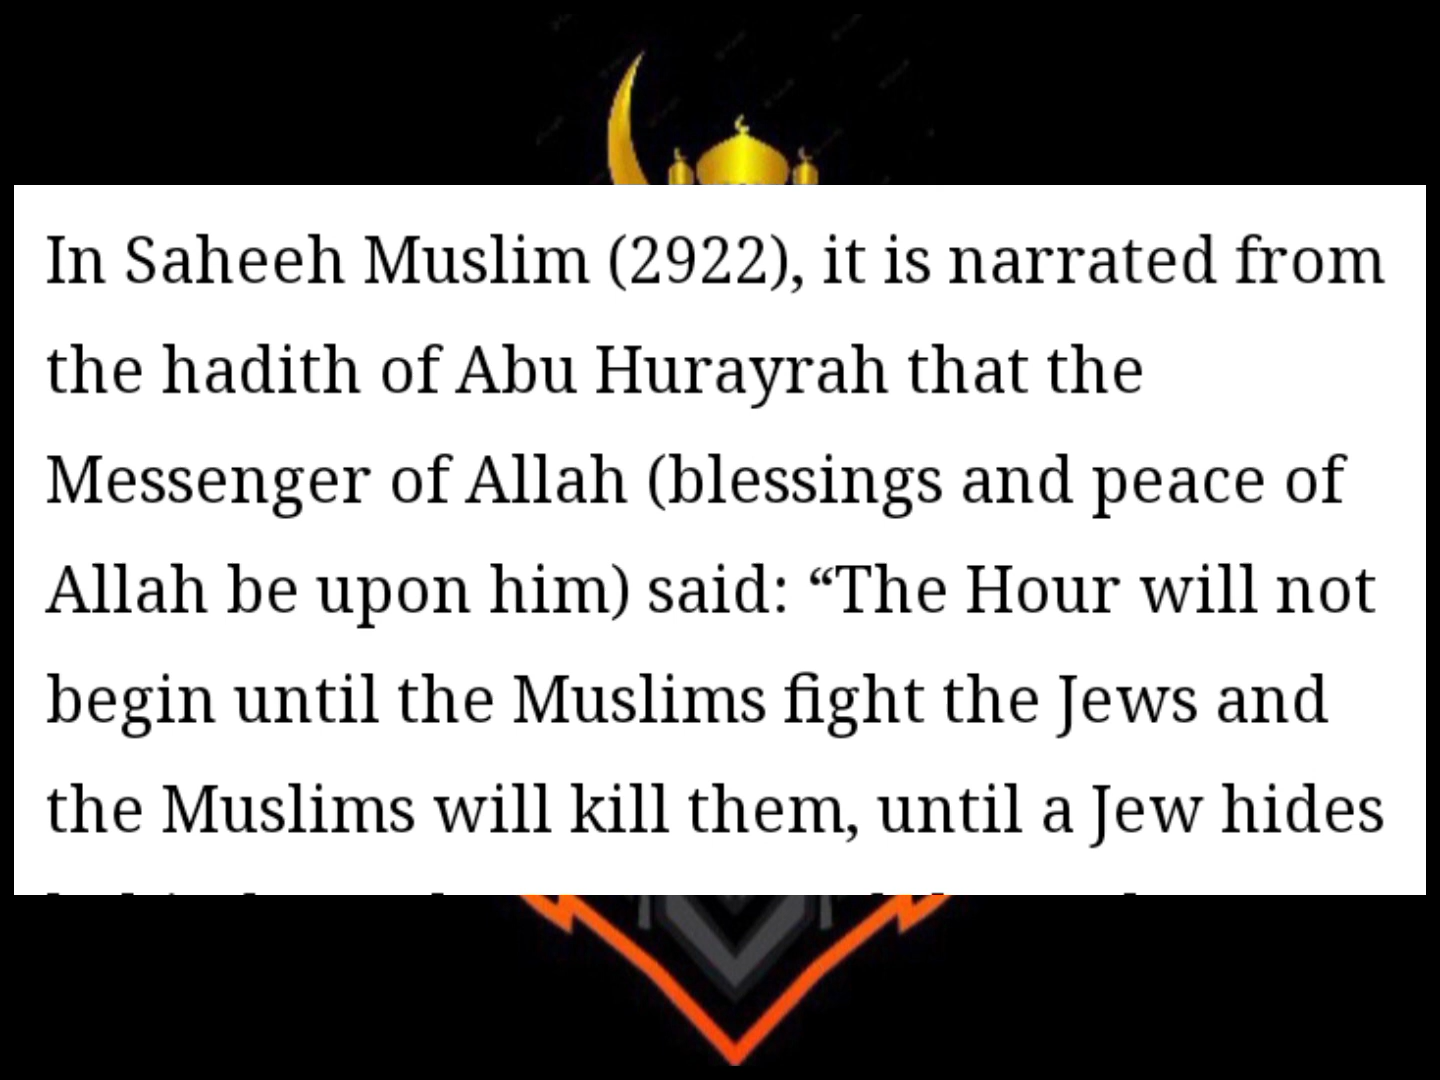 In Saheeh Muslim (2922), it is narrated from
the hadith of Abu Hurayrah that the
Messenger of Allah (blessings and peace of
Allah be upon him) said: “The Hour will not
begin until the Muslims fight the Jews and
the Muslims will kill them, until a Jew hides